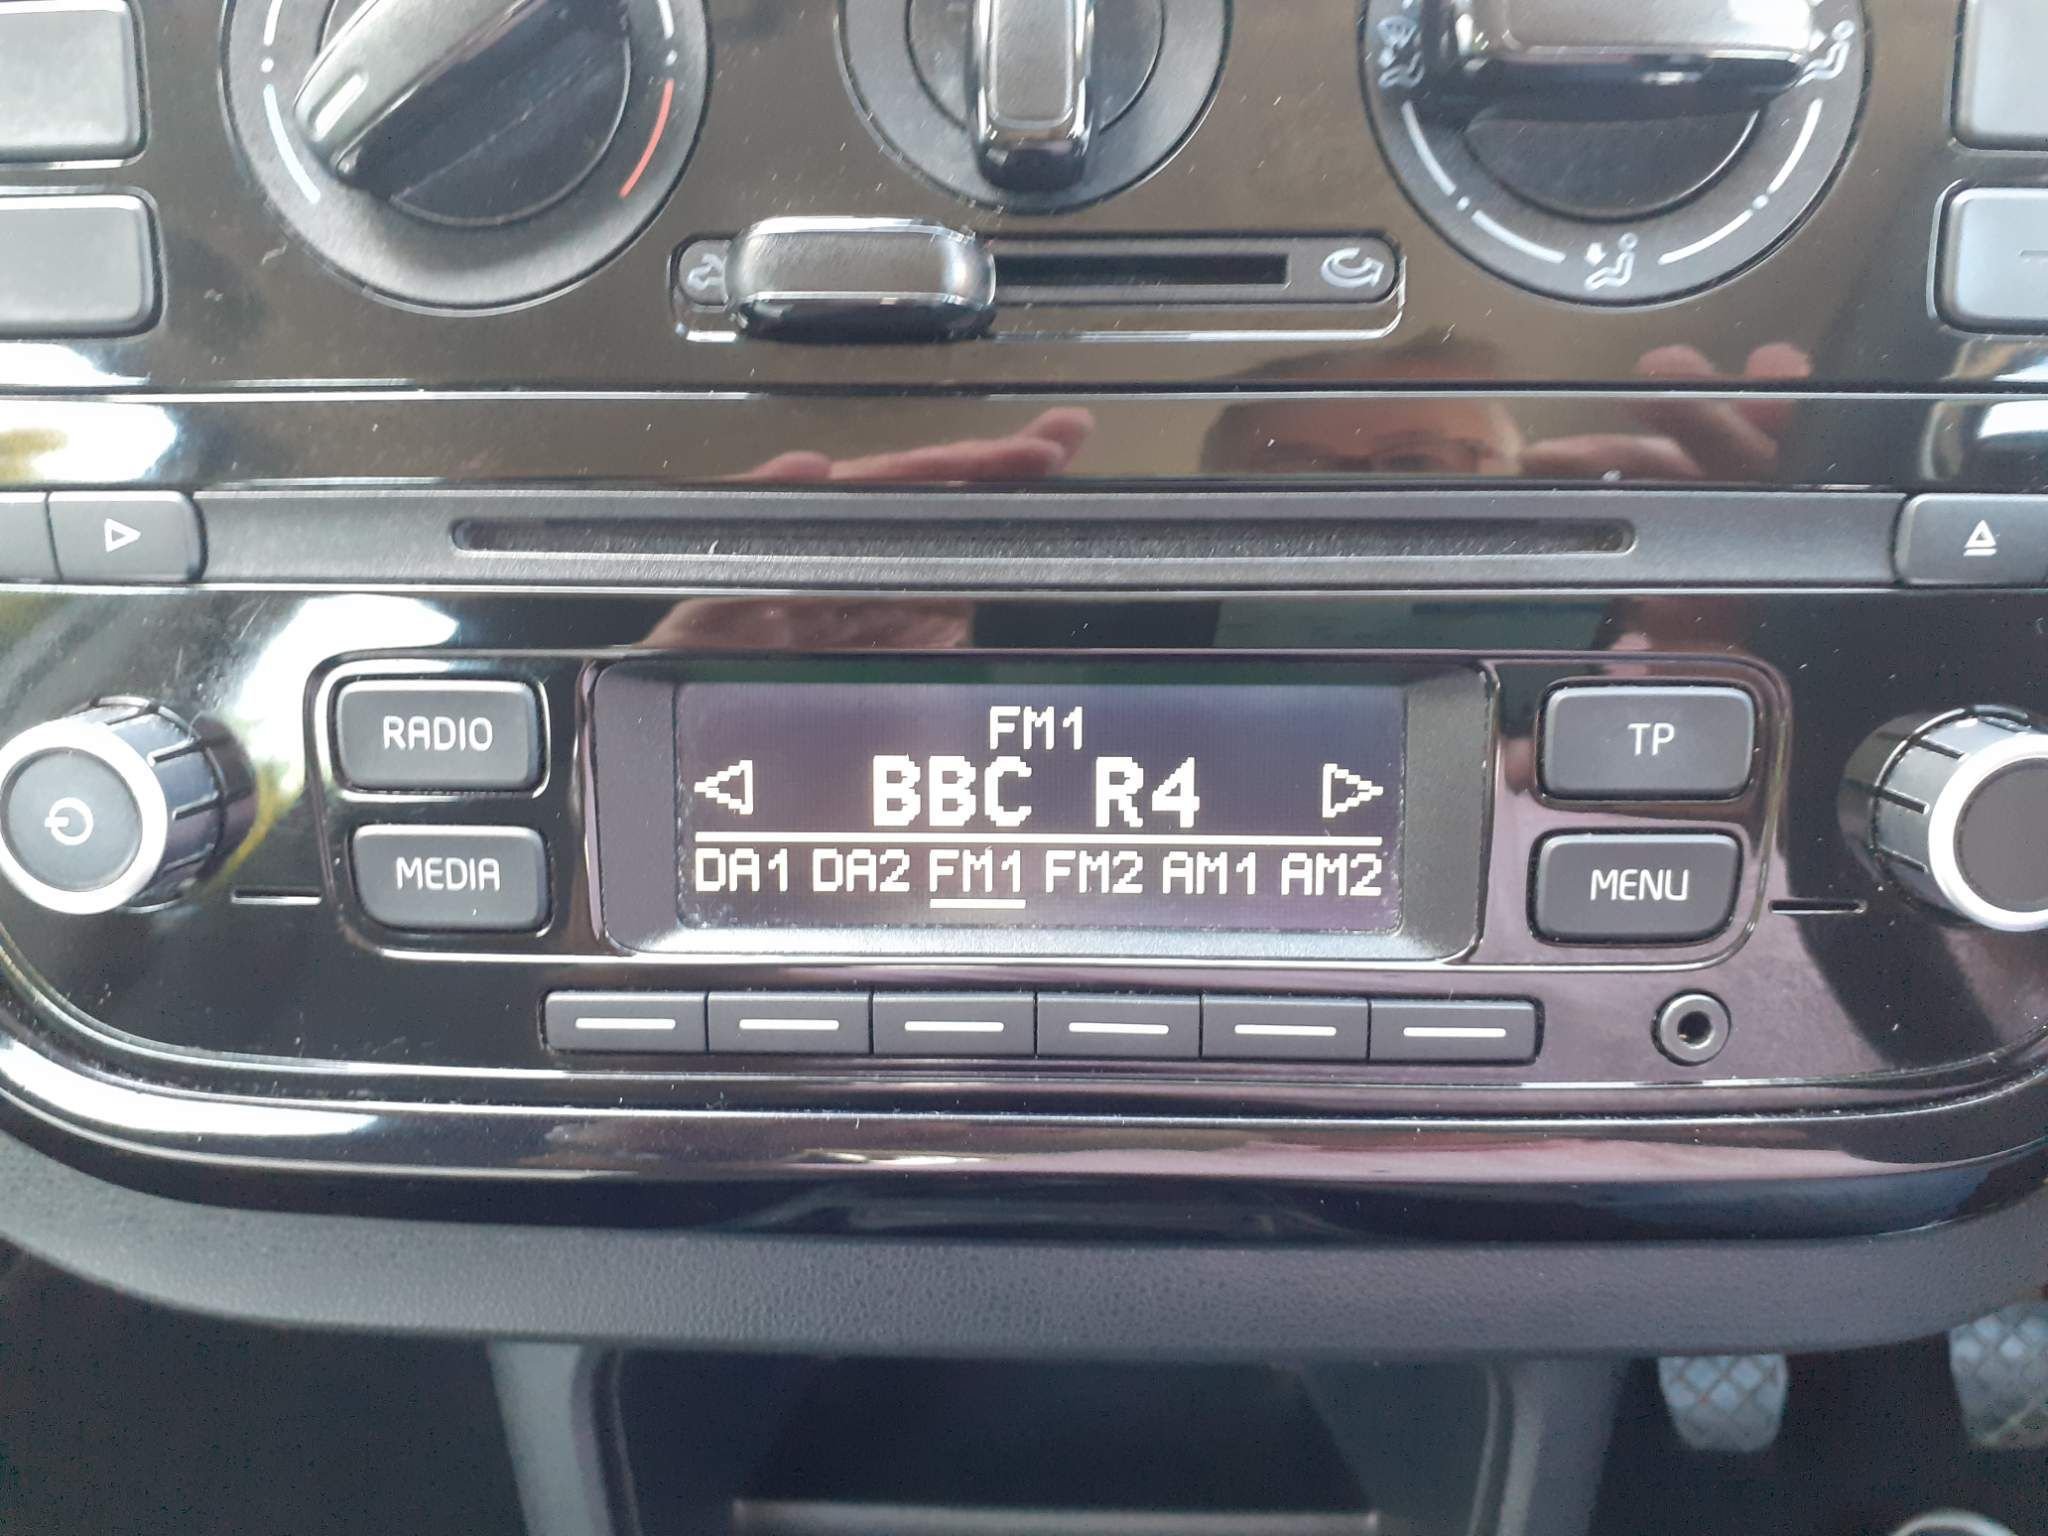 RADIO
MEDIA
FM1
BBC R4
DA1 DA2 FM1 FM2 AM1 AM2
TP
MENU